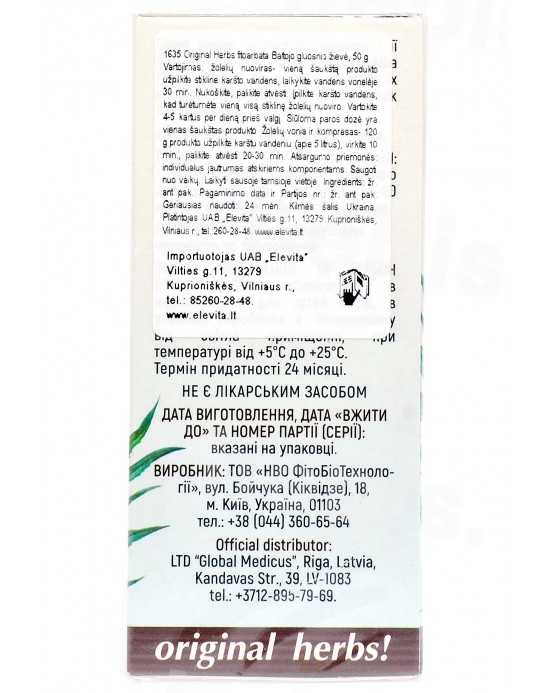 1635 Original Herbs fitoarbata Baltojo gluosnio žievė, 50 g
Vartojimas: žolelių nuoviras- vieną šaukštą produkto
užpilkite stikline karšto vandens, laikykite vandens vonelėje
30 min. Nukoškite, palikite atvėsti. Įpilkite karšto vandens,
kad turėtumėte visą stiklinę žolelių nuoviro. Vartokite
4-5 kartus per dieną prieš valgį. Siūloma paros dozė yra
vienas šaukštas produkto. Žolelių vonia ir kompresas- 120
g produkto užpilkite karštu vandeniu (apie 5 litrus), virkite 10
min., palikite atvėsti 20-30 min. Atsargumo priemonės:
individualus jautrumas atskiriems komponentams. Saugoti
nuo vaikų. Laikyti sausoje tamsioje vietoje. Ingredients: žr.
ant pak. Pagaminimo data ir Partijos nr.: žr. ant pak.
Geriausias naudoti: 24 mėn. Kilmės šalis Ukraina.
Platintojas UAB „Elevita" Vilties g.11, 13279 Kuprioniškės,
Vilniaus r., tel.:260-28-48. www.elevita.lt
Importuotojas UAB „Elevita"
Vilties g.11, 13279
Kuprioniškės, Vilniaus r.,
tel.: 85260-28-48.
www.elevita.lt
від світла приміщенні, при
температурі від +5°C до +25°C.
Термін придатності 24 місяці.
НЕ Є ЛІКАРСЬКИМ ЗАСОБОМ
ДАТА ВИГОТОВЛЕННЯ, ДАТА «ВЖИТИ
ДО» ТА НОМЕР ПАРТІЇ (СЕРІЇ):
вказані на упаковці.
ВИРОБНИК: ТОВ «НВО ФітоБіоТехноло-
гії», вул. Бойчука (Кіквідзе), 18,
м. Київ, Україна, 01103
тел.: +38 (044) 360-65-64
Official distributor:
LTD "Global Medicus", Riga, Latvia,
Kandavas Str., 39, LV-1083
tel.: +3712-895-79-69.
original herbs!